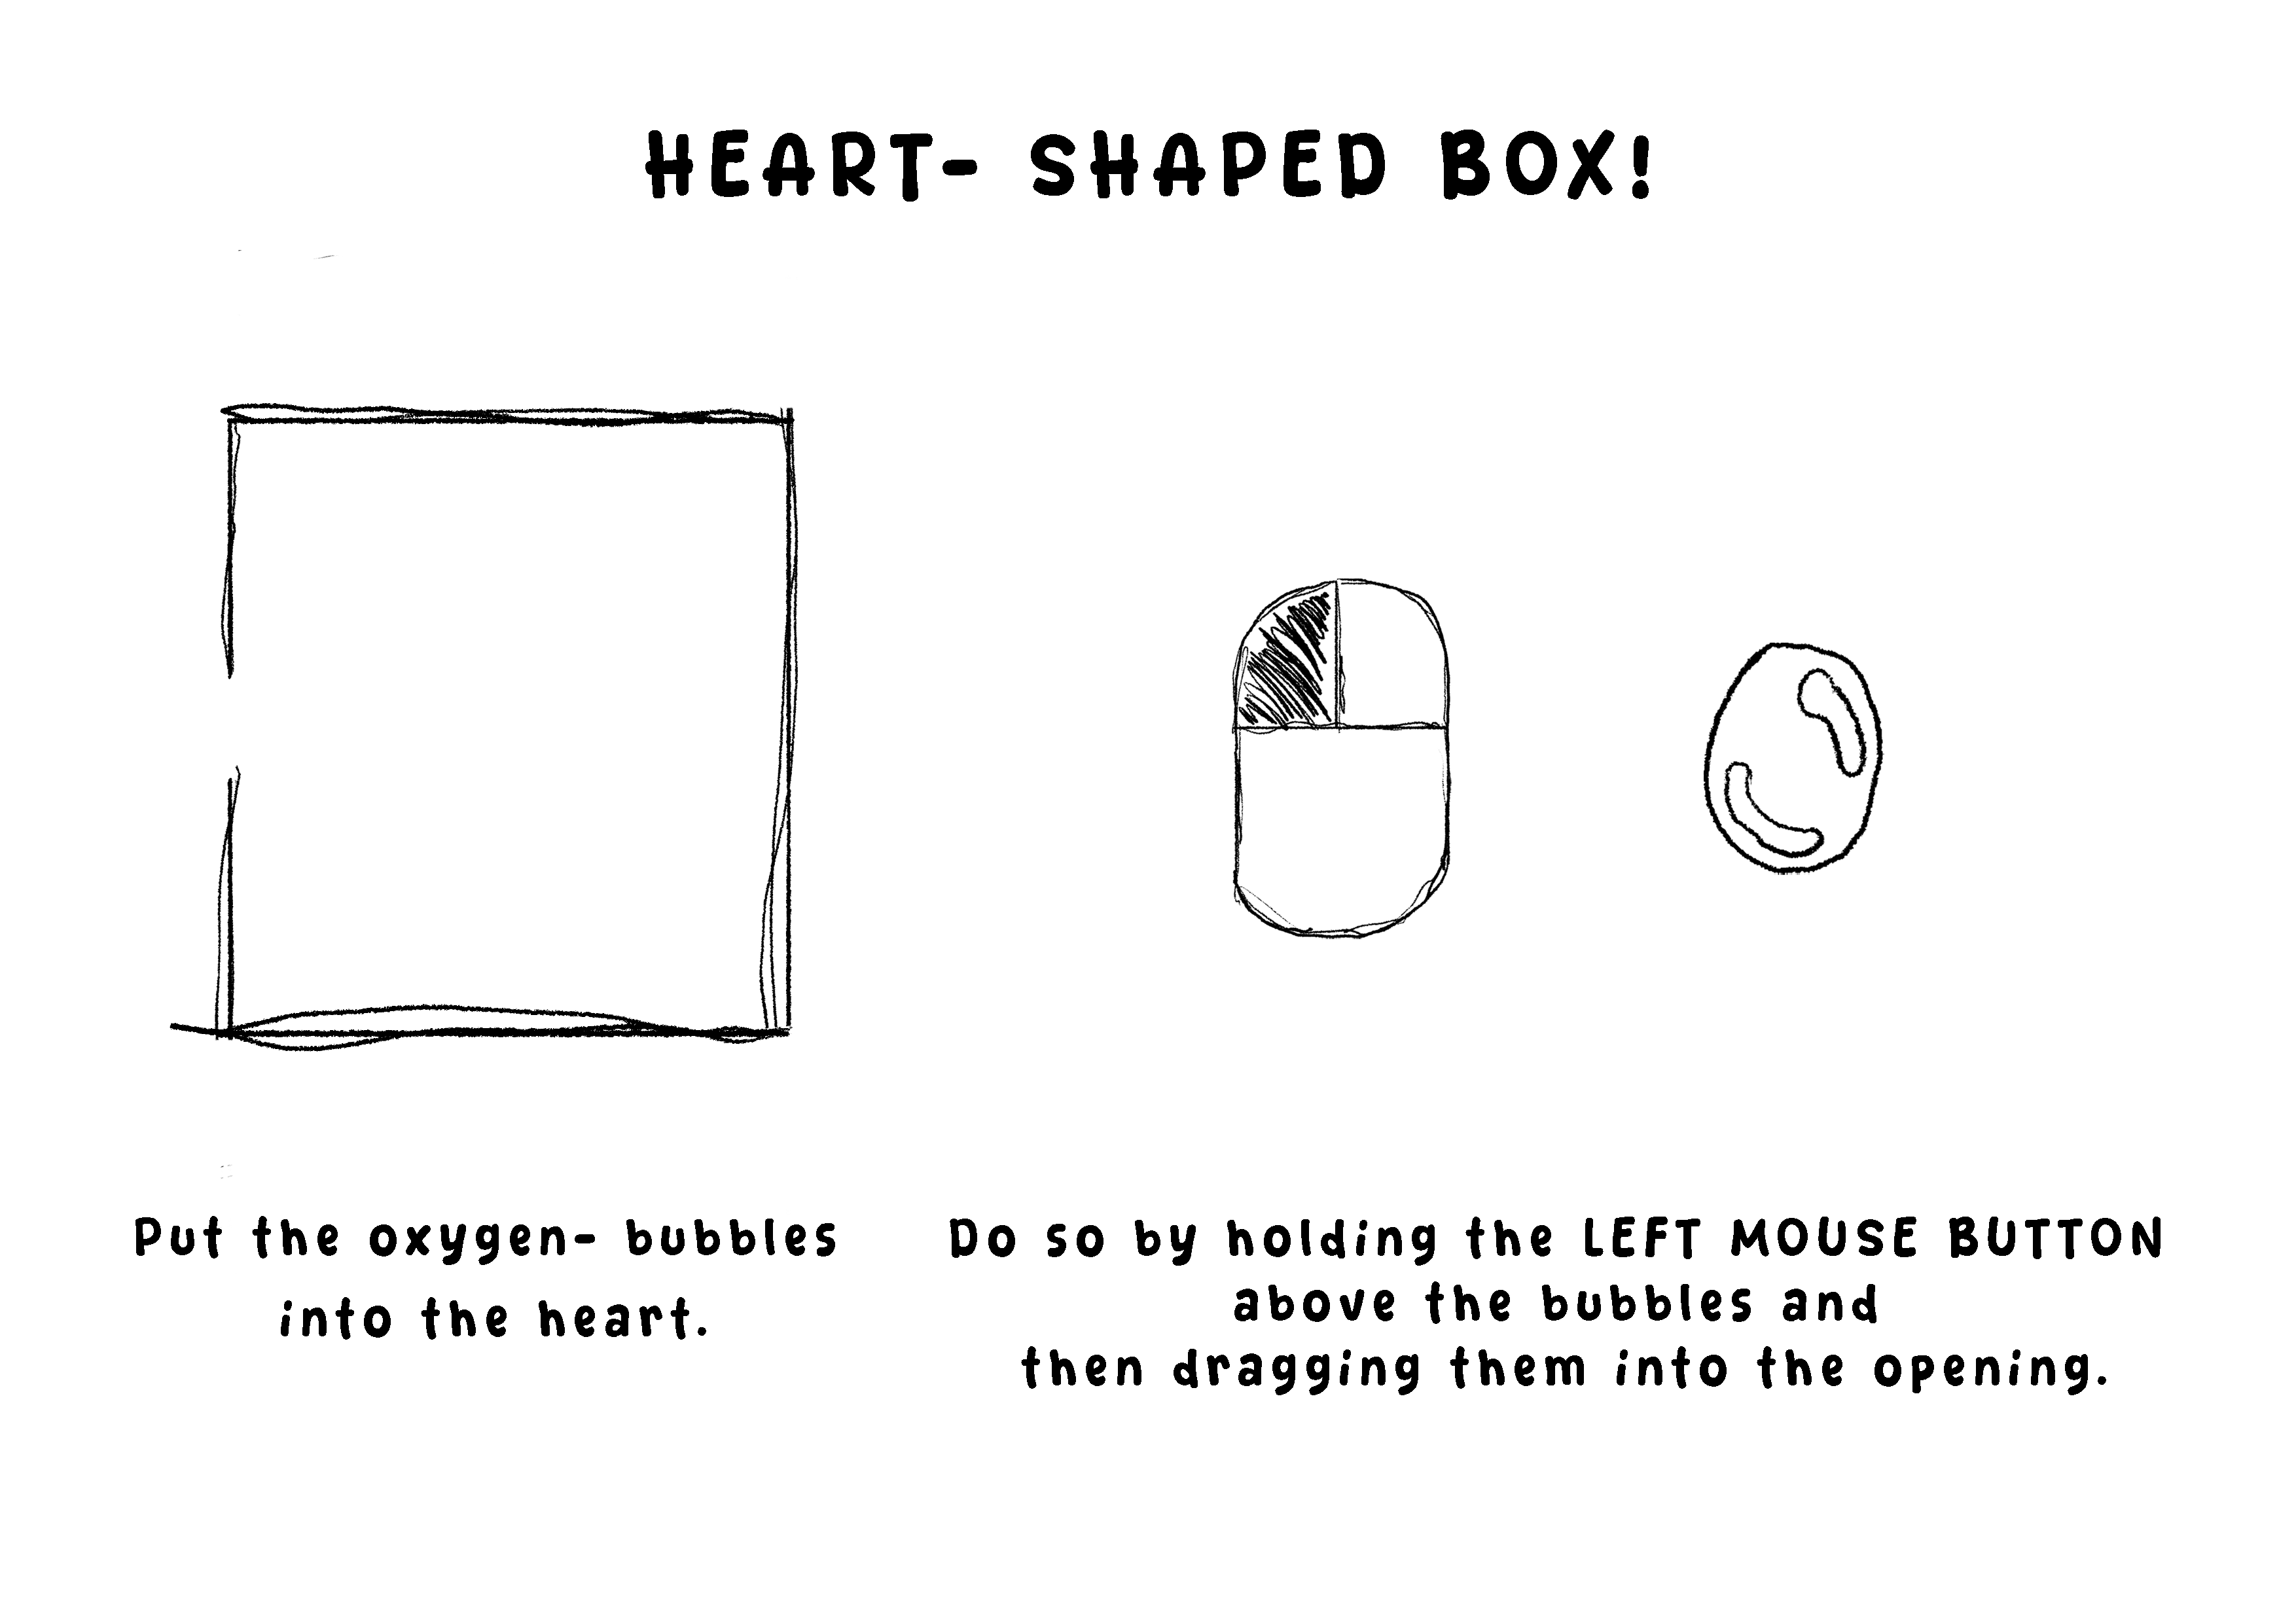 HEART- SHAPED BOX!
Put the oxygen- bubbles
into the heart.
Do so by holding the LEFT MOUSE BUTTON
above the bubbles and
then dragging them into the opening.